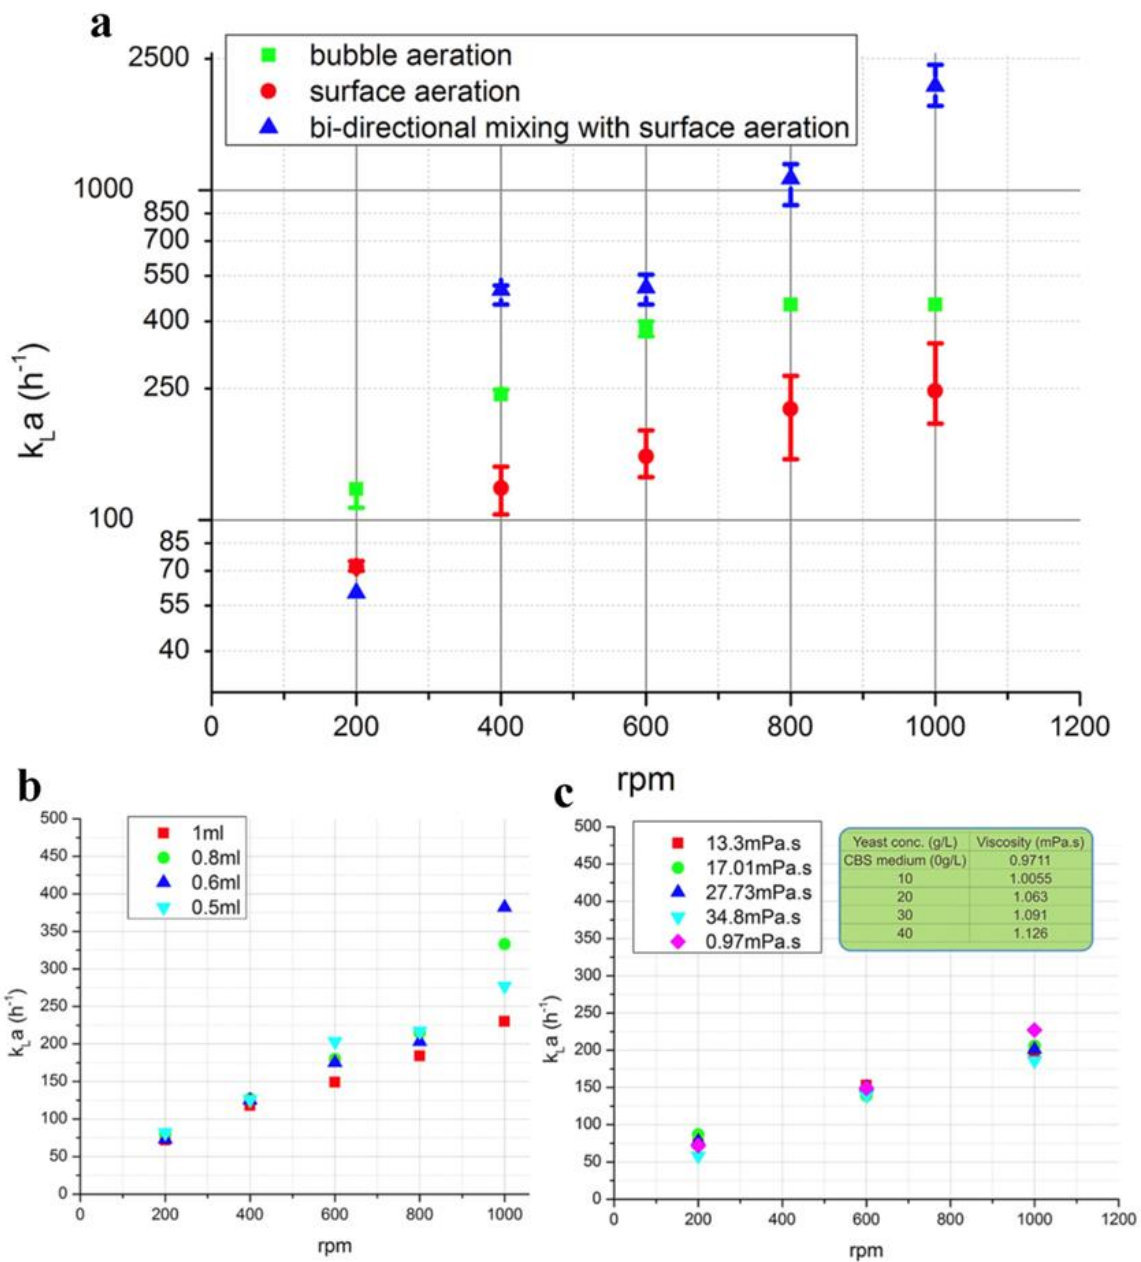 a
bubble aeration
surface aeration
bi-directional mixing with surface aeration
2500
1000
850
700
550
400
250
100
85
70
55
40
kLa (h-1)
0 200 400 600 800 1000 1200
rpm
b
1ml
0.8ml
0.6ml
0.5ml
500
450
400
350
300
250
200
150
100
50
0
kLa (h-1)
0 200 400 600 800 1000
rpm
c
13.3mPa.s
17.01mPa.s
27.73mPa.s
34.8mPa.s
0.97mPa.s
Yeast conc. (g/L) Viscosity (mPa.s)
CBS medium (0g/L) 0.9711
10 1.0055
20 1.063
30 1.091
40 1.126
500
450
400
350
300
250
200
150
100
50
0
kLa (h-1)
0 200 400 600 800 1000 1200
rpm